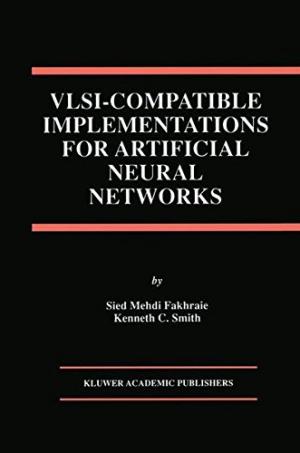 VLSI-COMPATIBLE
IMPLEMENTATIONS
FOR ARTIFICIAL
NEURAL
NETWORKS
by
Sied Mehdi Fakhraie
Kenneth C. Smith
KLUWER ACADEMIC PUBLISHERS